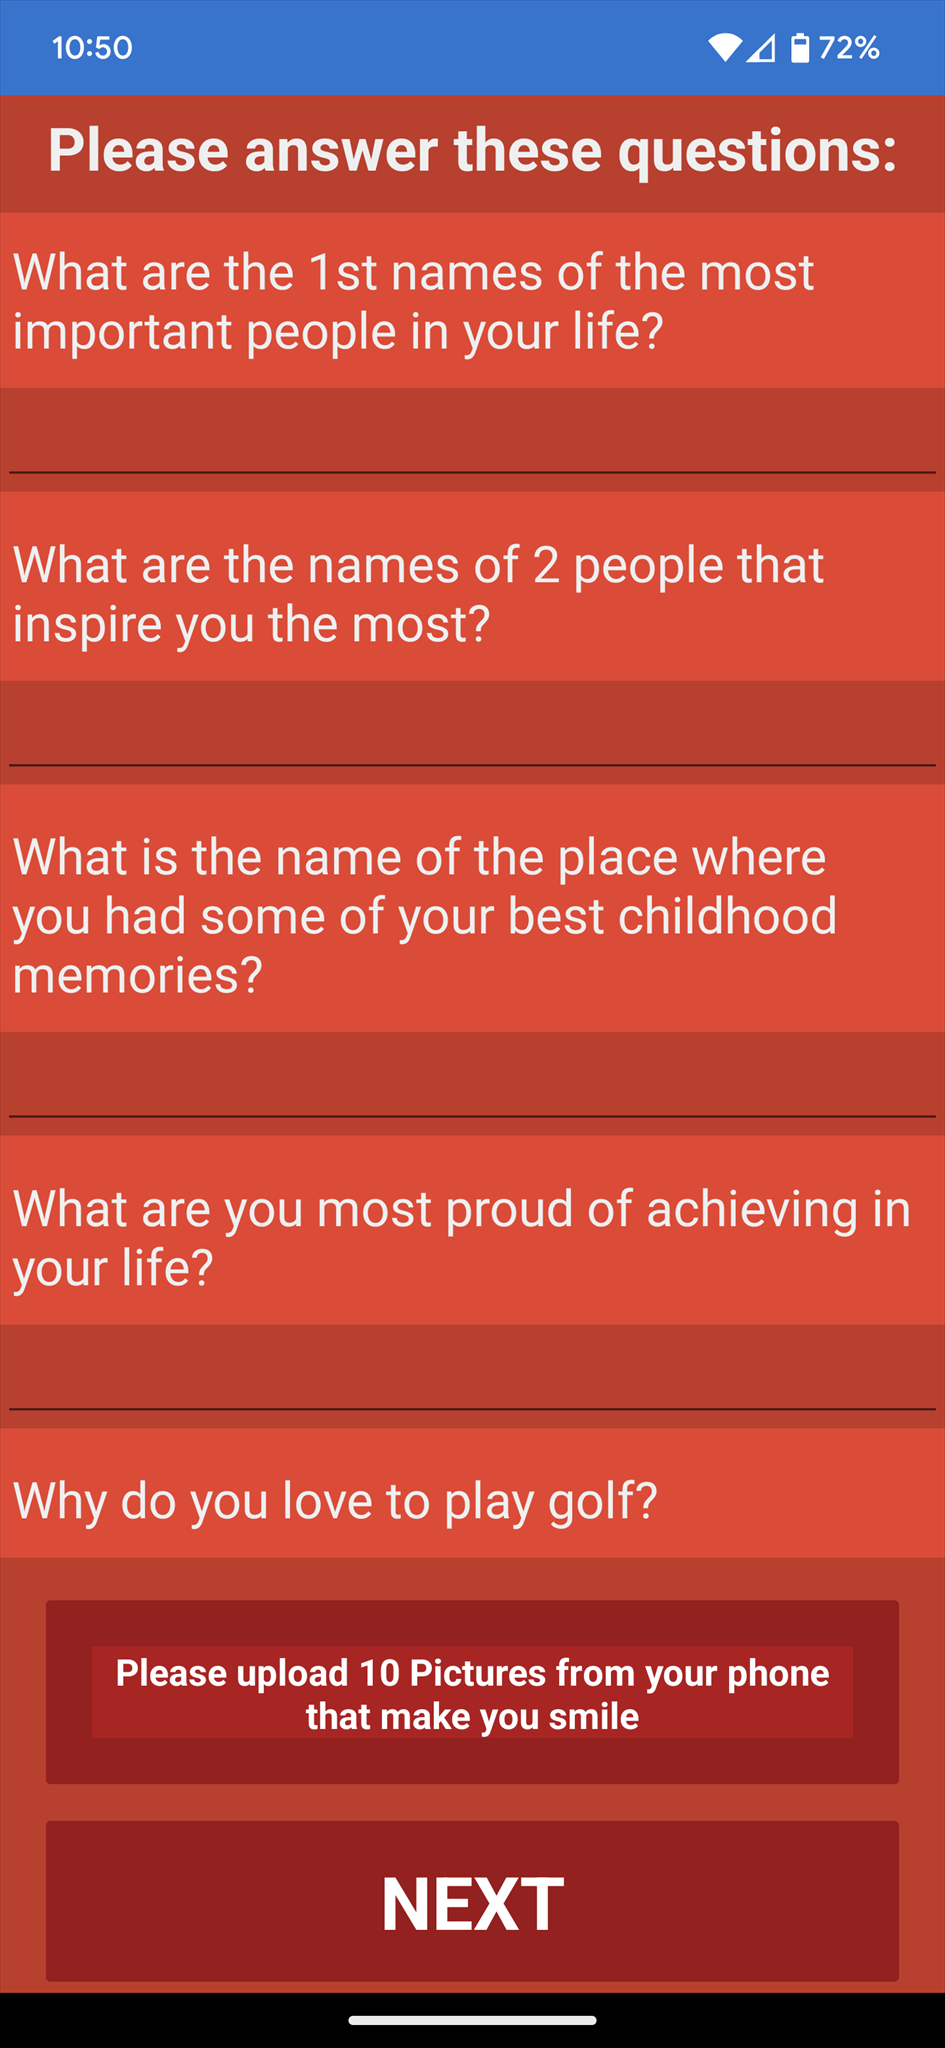 10:50
72%
Please answer these questions:
What are the 1st names of the most
important people in your life?
What are the names of 2 people that
inspire you the most?
What is the name of the place where
you had some of your best childhood
memories?
What are you most proud of achieving in
your life?
Why do you love to play golf?
Please upload 10 Pictures from your phone
that make you smile
NEXT